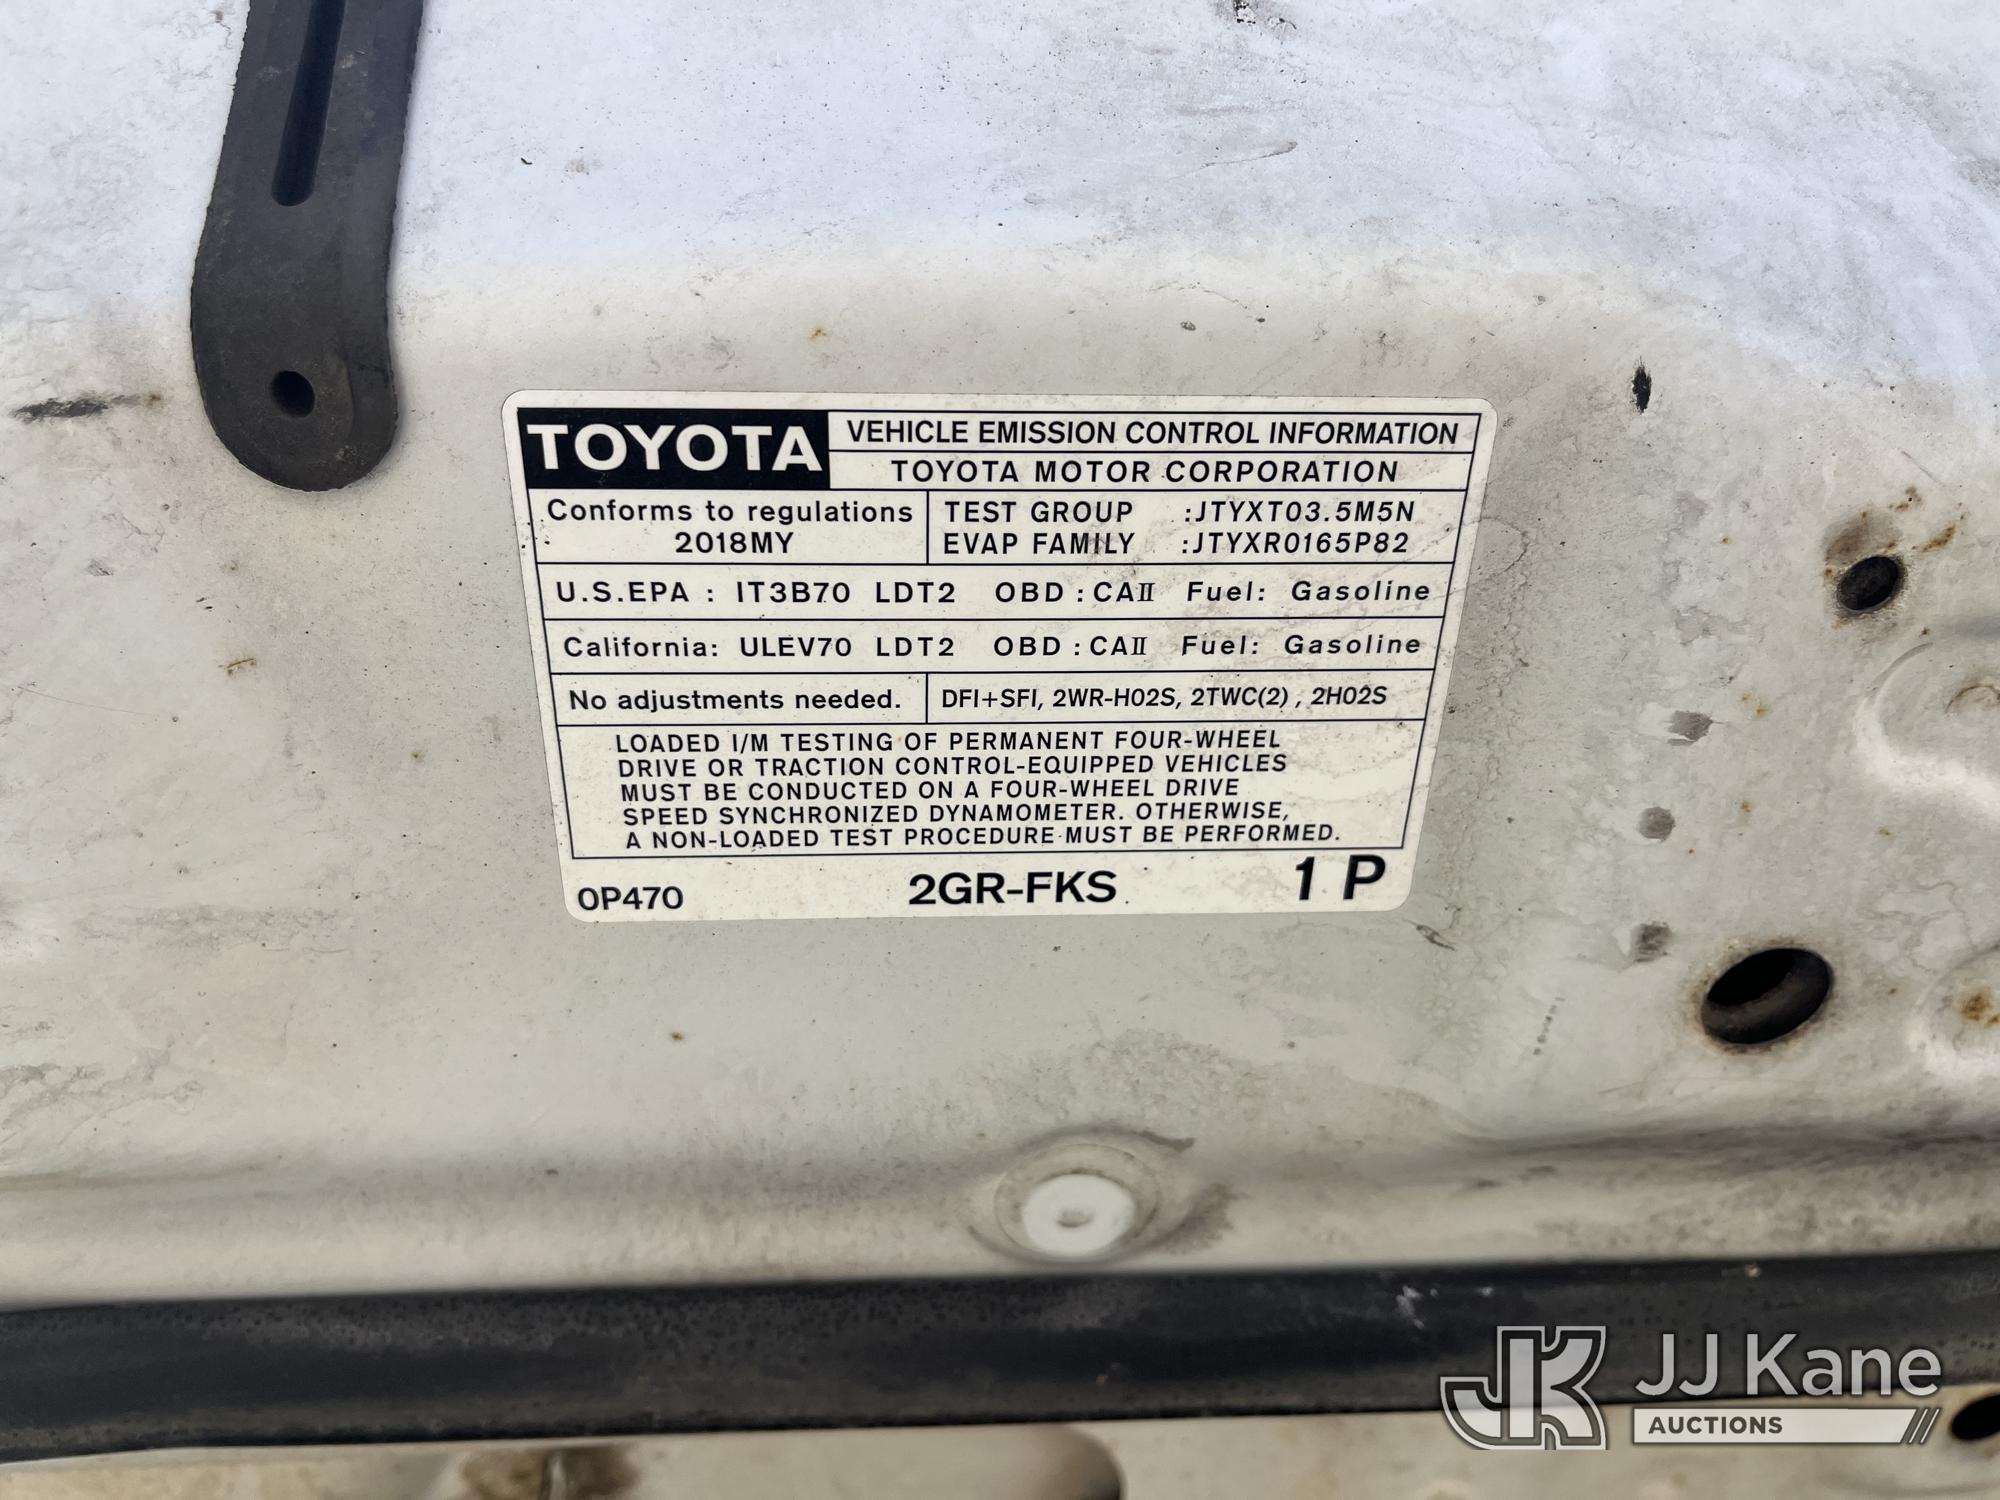 TOYOTA
VEHICLE EMISSION CONTROL INFORMATION
TOYOTA MOTOR CORPORATION
Conforms to regulations
2018MY
TEST GROUP :JTYXT03.5M5N
EVAP FAMILY :JTYXR0165P82
U.S.EPA : IT3B70 LDT2 OBD : CAⅡ Fuel: Gasoline
California: ULEV70 LDT2 OBD : CAⅡ Fuel: Gasoline
No adjustments needed.
DFI+SFI, 2WR-HO2S, 2TWC(2) , 2HO2S
LOADED I/M TESTING OF PERMANENT FOUR-WHEEL
DRIVE OR TRACTION CONTROL-EQUIPPED VEHICLES
MUST BE CONDUCTED ON A FOUR-WHEEL DRIVE
SPEED SYNCHRONIZED DYNAMOMETER. OTHERWISE,
A NON-LOADED TEST PROCEDURE MUST BE PERFORMED.
0P470 2GR-FKS 1 P
JK JJ Kane
AUCTIONS